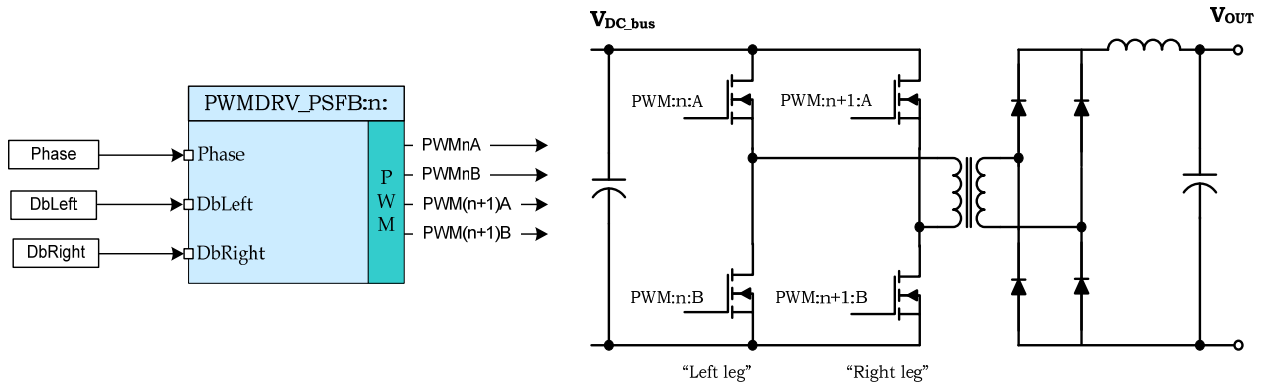 PWMDRV_PSFB:n:
Phase
DbLeft
DbRight
Phase
DbLeft
DbRight
P
W
M
PWMnA
PWMnB
PWM(n+1)A
PWM(n+1)B
VDC_bus
VOUT
PWM:n:A
PWM:n+1:A
PWM:n:B
PWM:n+1:B
“Left leg”
“Right leg”